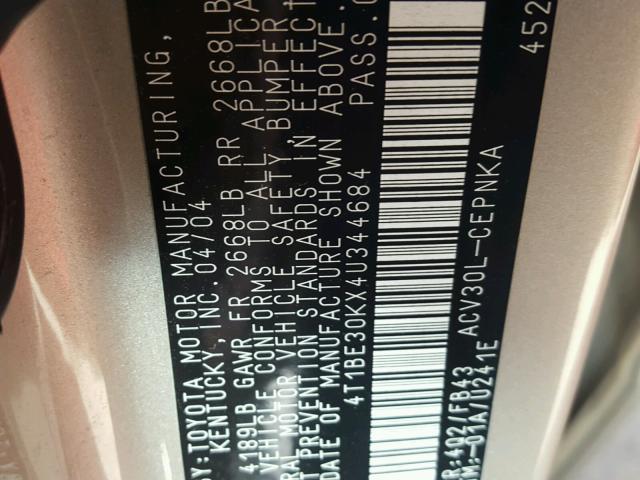 Y:TOYOTA MOTOR MANUFACTURING,
KENTUCKY, INC. 04/04
4189LB GAWR FR 2668LB RR 2668LB
VEHICLE CONFORMS TO ALL APPLICA
RAL MOTOR VEHICLE SAFETY, BUMPER
T PREVENTION STANDARDS IN EFFECT
DATE OF MANUFACTURE SHOWN ABOVE.
4T1BE30KX4U344684 PASS.C
R:4Q2/FB43 ACV30L-CEPNKA 452
M:-01A/U241E